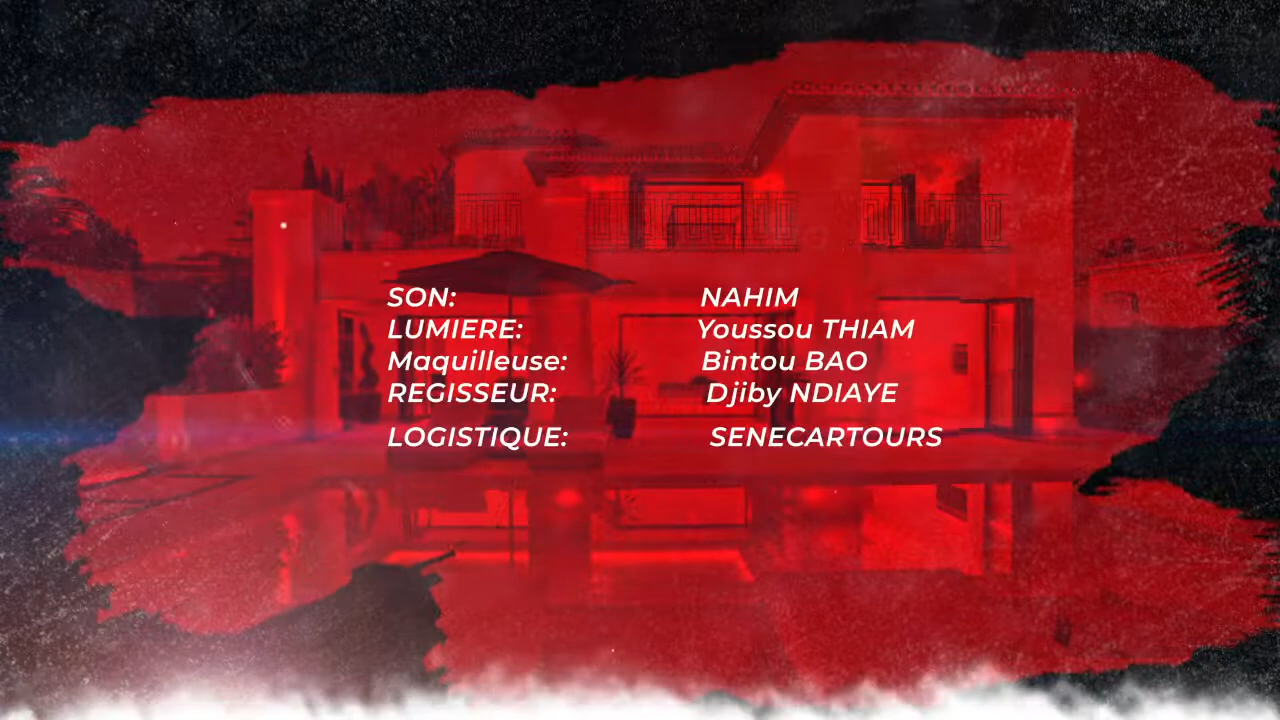 SON: NAHIM
LUMIERE: Youssou THIAM
Maquilleuse: Bintou BAO
REGISSEUR: Djiby NDIAYE
LOGISTIQUE: SENECARTOURS